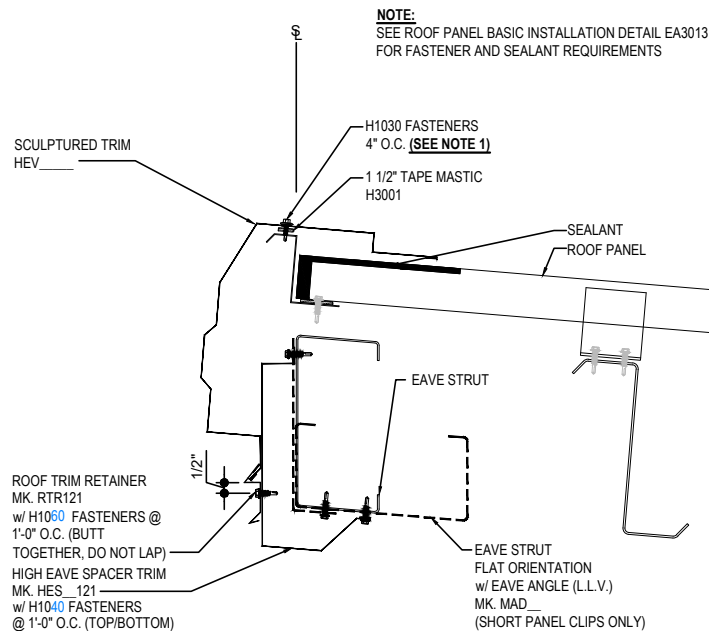 NOTE:
SEE ROOF PANEL BASIC INSTALLATION DETAIL EA3013
FOR FASTENER AND SEALANT REQUIREMENTS
SCULPTURED TRIM
HEV_____
H1030 FASTENERS
4" O.C. (SEE NOTE 1)
1 1/2" TAPE MASTIC
H3001
SEALANT
ROOF PANEL
EAVE STRUT
1/2"
ROOF TRIM RETAINER
MK. RTR121
w/ H1060 FASTENERS @
1'-0" O.C. (BUTT
TOGETHER, DO NOT LAP)
HIGH EAVE SPACER TRIM
MK. HES__121
w/ H1040 FASTENERS
@ 1'-0" O.C. (TOP/BOTTOM)
EAVE STRUT
FLAT ORIENTATION
w/ EAVE ANGLE (L.L.V.)
MK. MAD__
(SHORT PANEL CLIPS ONLY)